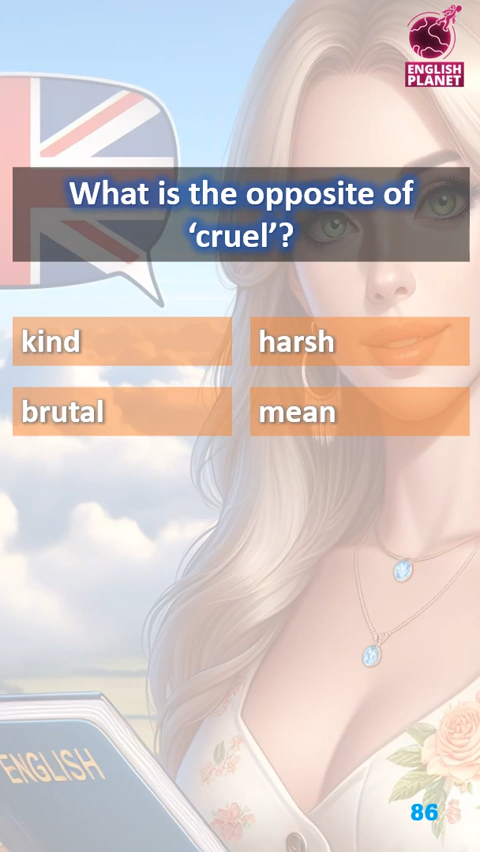 ENGLISH
PLANET
What is the opposite of
‘cruel’?
kind
harsh
brutal
mean
ENGLISH
86